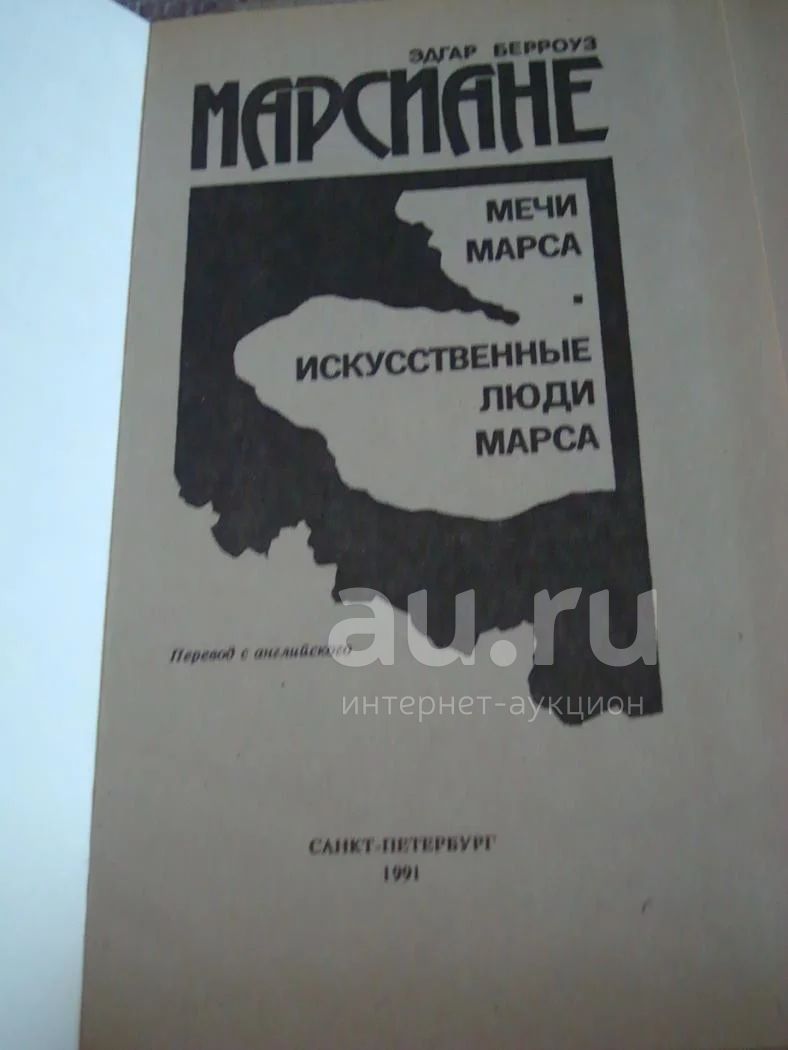 ЭДГАР БЕРРОУЗ
МАРСИАНЕ
МЕЧИ
МАРСА
·
ИСКУССТВЕННЫЕ
ЛЮДИ
МАРСА
Перевод с английского
au.ru
интернет-аукцион
САНКТ-ПЕТЕРБУРГ
1991